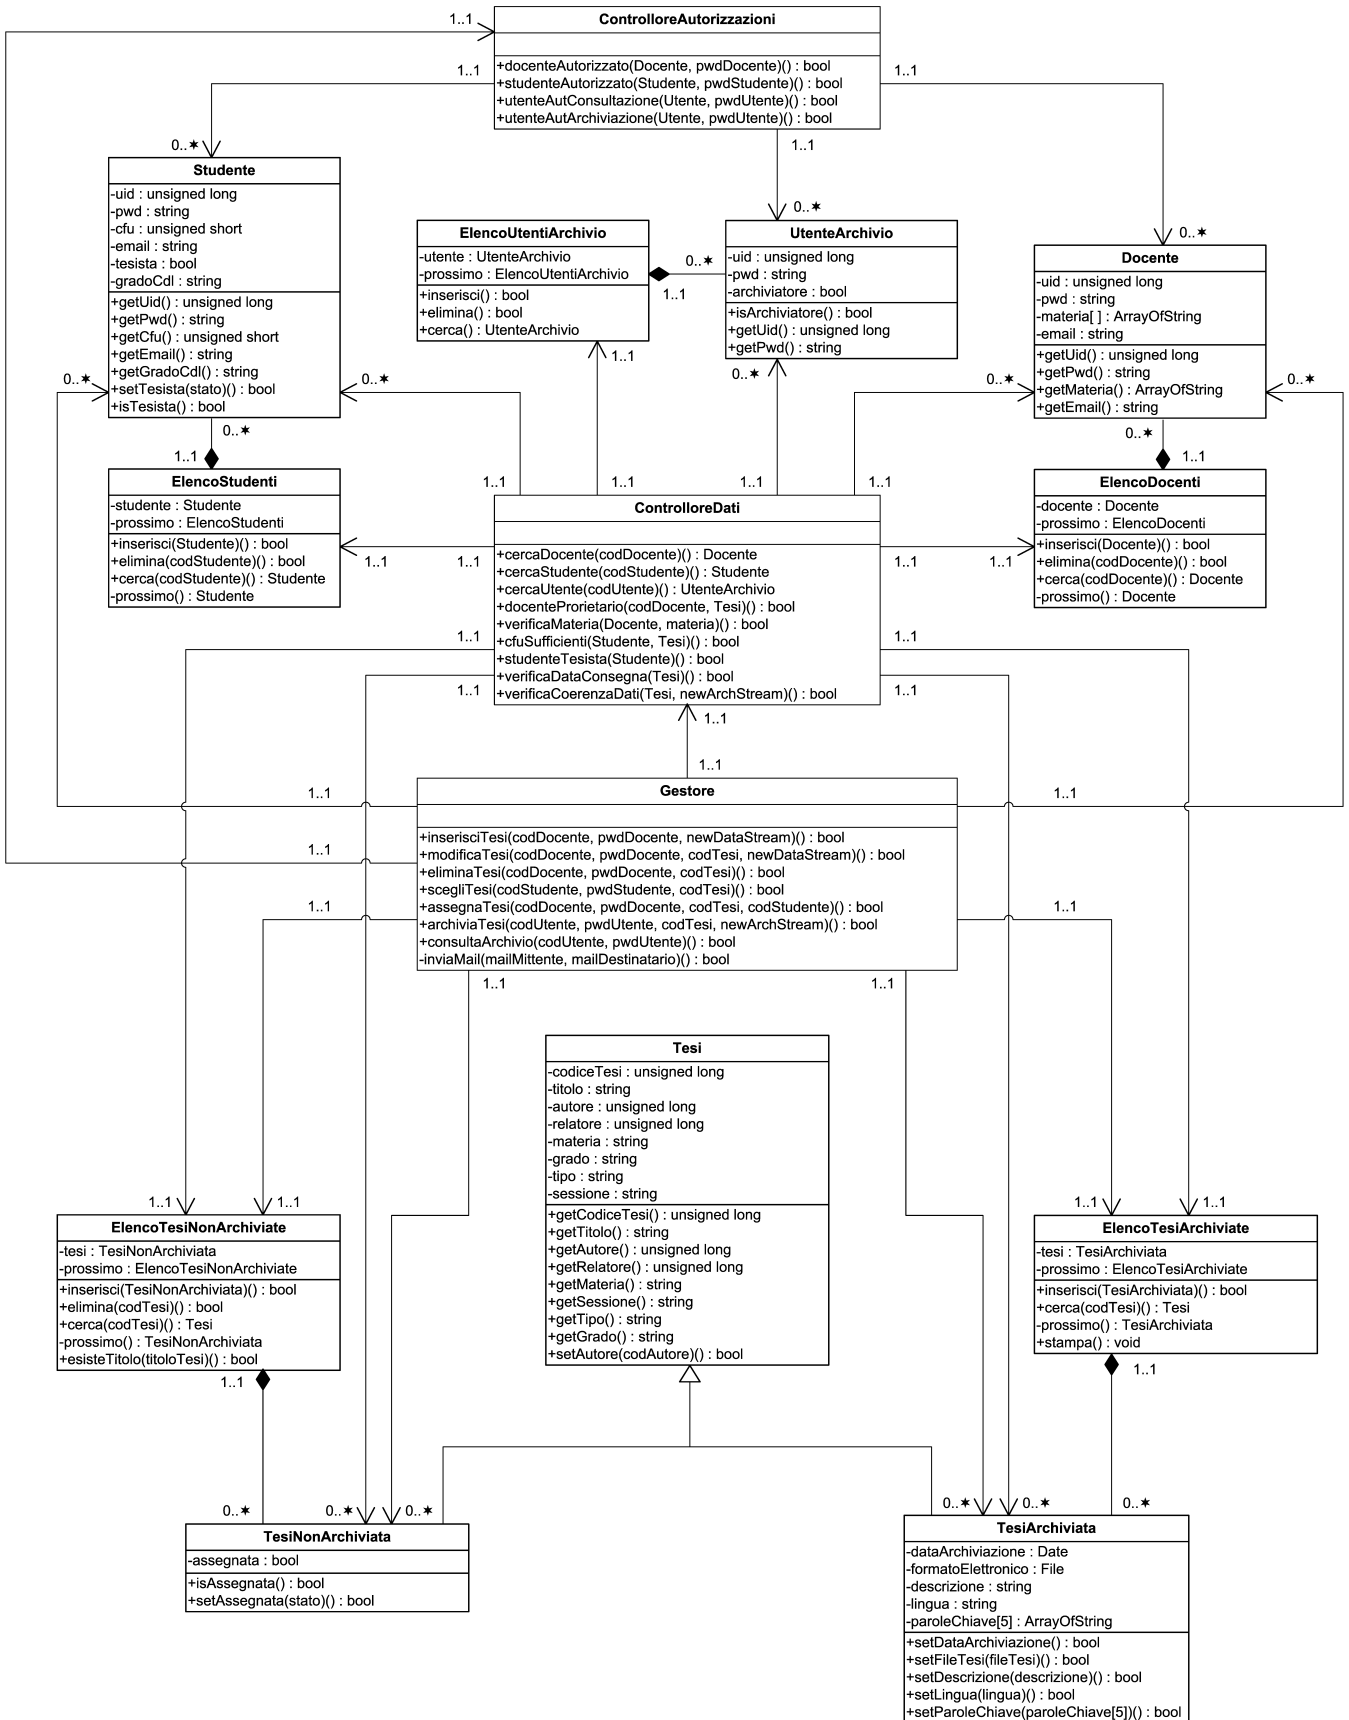 ControlloreAutorizzazioni
+docenteAutorizzato(Docente, pwdDocente)() : bool
+studenteAutorizzato(Studente, pwdStudente)() : bool
+utenteAutConsultazione(Utente, pwdUtente)() : bool
+utenteAutArchiviazione(Utente, pwdUtente)() : bool
1..1
1..1
1..1
1..1
0..*
0..*
0..*
Studente
-uid : unsigned long
-pwd : string
-cfu : unsigned short
-email : string
-tesista : bool
-gradoCdl : string
+getUid() : unsigned long
+getPwd() : string
+getCfu() : unsigned short
+getEmail() : string
+getGradoCdl() : string
+setTesista(stato)() : bool
+isTesista() : bool
0..*
0..*
0..*
1..1
ElencoUtentiArchivio
-utente : UtenteArchivio
-prossimo : ElencoUtentiArchivio
+inserisci() : bool
+elimina() : bool
+cerca() : UtenteArchivio
0..*
1..1
1..1
UtenteArchivio
-uid : unsigned long
-pwd : string
-archiviatore : bool
+isArchiviatore() : bool
+getUid() : unsigned long
+getPwd() : string
0..*
Docente
-uid : unsigned long
-pwd : string
-materia[ ] : ArrayOfString
-email : string
+getUid() : unsigned long
+getPwd() : string
+getMateria() : ArrayOfString
+getEmail() : string
0..*
0..*
0..*
1..1
ElencoStudenti
-studente : Studente
-prossimo : ElencoStudenti
+inserisci(Studente)() : bool
+elimina(codStudente)() : bool
+cerca(codStudente)() : Studente
-prossimo() : Studente
1..1
1..1
1..1
1..1
1..1
1..1
ControlloreDati
+cercaDocente(codDocente)() : Docente
+cercaStudente(codStudente)() : Studente
+cercaUtente(codUtente)() : UtenteArchivio
+docenteProrietario(codDocente, Tesi)() : bool
+verificaMateria(Docente, materia)() : bool
+cfuSufficienti(Studente, Tesi)() : bool
+studenteTesista(Studente)() : bool
+verificaDataConsegna(Tesi)() : bool
+verificaCoerenzaDati(Tesi, newArchStream)() : bool
1..1
1..1
ElencoDocenti
-docente : Docente
-prossimo : ElencoDocenti
+inserisci(Docente)() : bool
+elimina(codDocente)() : bool
+cerca(codDocente)() : Docente
-prossimo() : Docente
1..1
1..1
1..1
1..1
1..1
1..1
Gestore
+inserisciTesi(codDocente, pwdDocente, newDataStream)() : bool
+modificaTesi(codDocente, pwdDocente, codTesi, newDataStream)() : bool
+eliminaTesi(codDocente, pwdDocente, codTesi)() : bool
+scegliTesi(codStudente, pwdStudente, codTesi)() : bool
+assegnaTesi(codDocente, pwdDocente, codTesi, codStudente)() : bool
+archiviaTesi(codUtente, pwdUtente, codTesi, newArchStream)() : bool
+consultaArchivio(codUtente, pwdUtente)() : bool
-inviaMail(mailMittente, mailDestinatario)() : bool
1..1
1..1
1..1
1..1
1..1
1..1
1..1
Tesi
-codiceTesi : unsigned long
-titolo : string
-autore : unsigned long
-relatore : unsigned long
-materia : string
-grado : string
-tipo : string
-sessione : string
+getCodiceTesi() : unsigned long
+getTitolo() : string
+getAutore() : unsigned long
+getRelatore() : unsigned long
+getMateria() : string
+getSessione() : string
+getTipo() : string
+getGrado() : string
+setAutore(codAutore)() : bool
1..1
1..1
ElencoTesiNonArchiviate
-tesi : TesiNonArchiviata
-prossimo : ElencoTesiNonArchiviate
+inserisci(TesiNonArchiviata)() : bool
+elimina(codTesi)() : bool
+cerca(codTesi)() : Tesi
-prossimo() : TesiNonArchiviata
+esisteTitolo(titoloTesi)() : bool
1..1
1..1
1..1
ElencoTesiArchiviate
-tesi : TesiArchiviata
-prossimo : ElencoTesiArchiviate
+inserisci(TesiArchiviata)() : bool
+cerca(codTesi)() : Tesi
-prossimo() : TesiArchiviata
+stampa() : void
1..1
0..*
0..*
0..*
TesiNonArchiviata
-assegnata : bool
+isAssegnata() : bool
+setAssegnata(stato)() : bool
0..*
0..*
0..*
TesiArchiviata
-dataArchiviazione : Date
-formatoElettronico : File
-descrizione : string
-lingua : string
-paroleChiave[5] : ArrayOfString
+setDataArchiviazione() : bool
+setFileTesi(fileTesi)() : bool
+setDescrizione(descrizione)() : bool
+setLingua(lingua)() : bool
+setParoleChiave(paroleChiave[5])() : bool